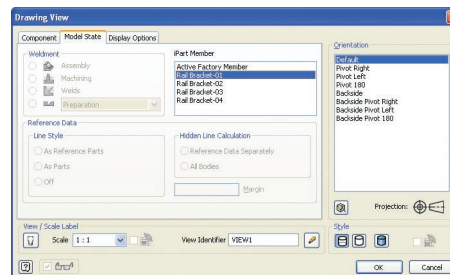 Drawing View
Component Model State Display Options
Weldment
Assembly
Machining
Welds
Preparation
iPart Member
Active Factory Member
Rail Bracket-01
Rail Bracket-02
Rail Bracket-03
Rail Bracket-04
Reference Data
Line Style
As Reference Parts
As Parts
Off
Hidden Line Calculation
Reference Data Separately
All Bodies
Margin
Orientation
Default
Pivot Right
Pivot Left
Pivot 180
Backside
Backside Pivot Right
Backside Pivot Left
Backside Pivot 180
Projection:
View / Scale Label
Scale 1 : 1
View Identifier VIEW1
Style
OK Cancel